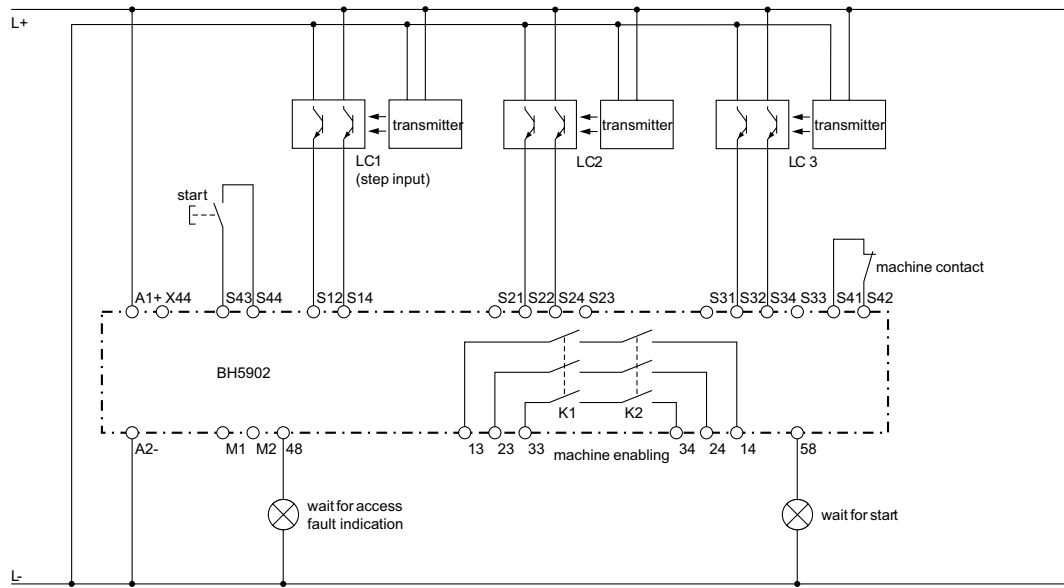 L+
transmitter
transmitter
transmitter
LC1
(step input)
LC2
LC 3
start
machine contact
A1+ X44 S43 S44 S12 S14 S21 S22 S24 S23 S31 S32 S34 S33 S41 S42
BH5902
K1 K2
A2- M1 M2 48 13 23 33 machine enabling 34 24 14 58
wait for access
fault indication
wait for start
L-